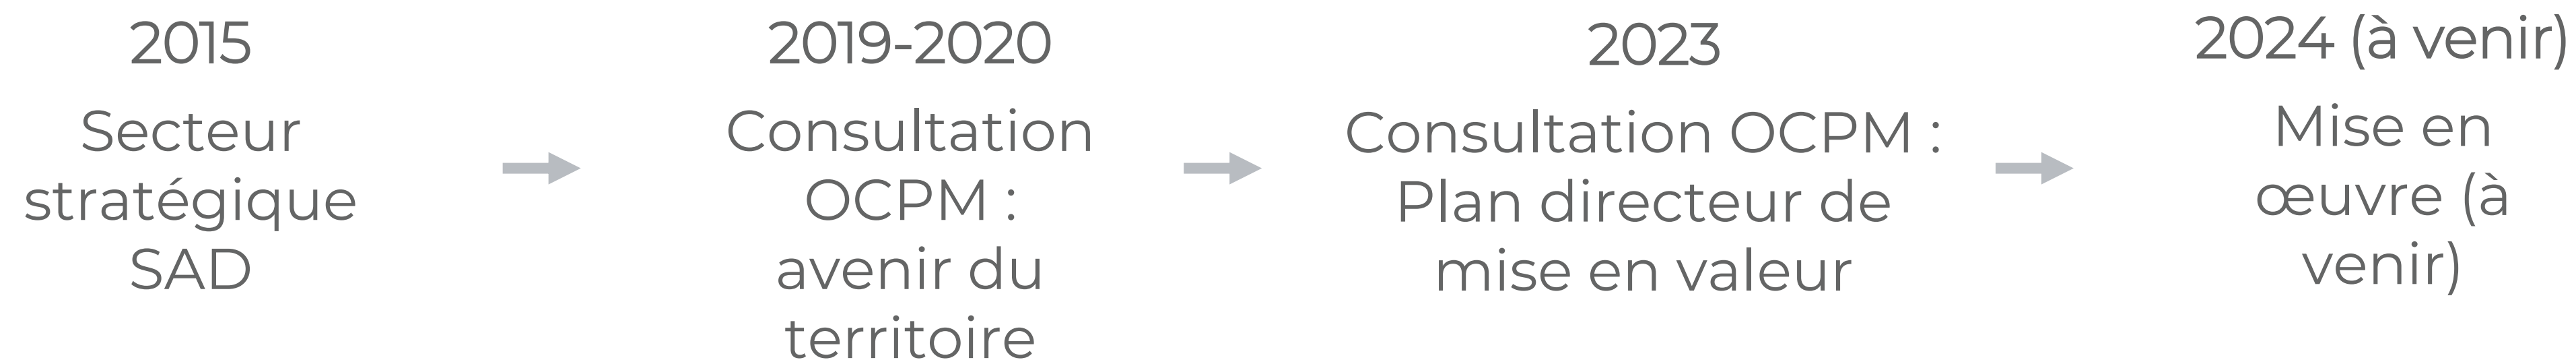 2015
Secteur
stratégique
SAD
2019-2020
Consultation
OCPM :
avenir du
territoire
2023
Consultation OCPM :
Plan directeur de
mise en valeur
2024 (à venir)
Mise en
œuvre (à
venir)